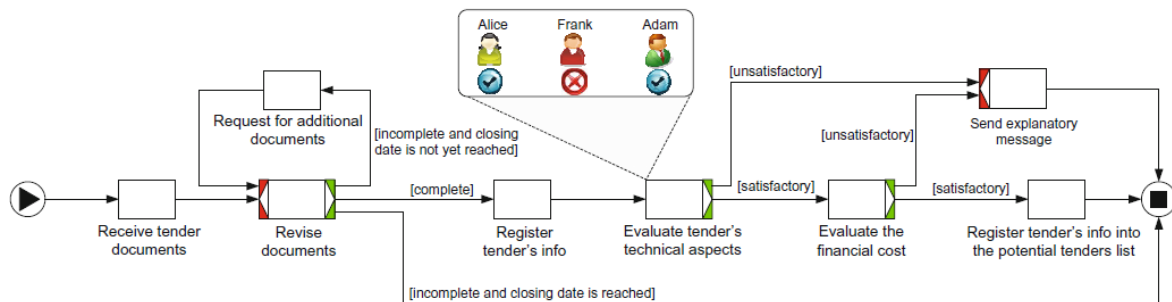 Alice
Frank
Adam
[unsatisfactory]
Request for additional
documents
[incomplete and closing
date is not yet reached]
[unsatisfactory]
Send explanatory
message
[complete]
[satisfactory]
[satisfactory]
Receive tender
documents
Revise
documents
Register
tender's info
Evaluate tender's
technical aspects
Evaluate the
financial cost
Register tender's info into
the potential tenders list
[incomplete and closing date is reached]